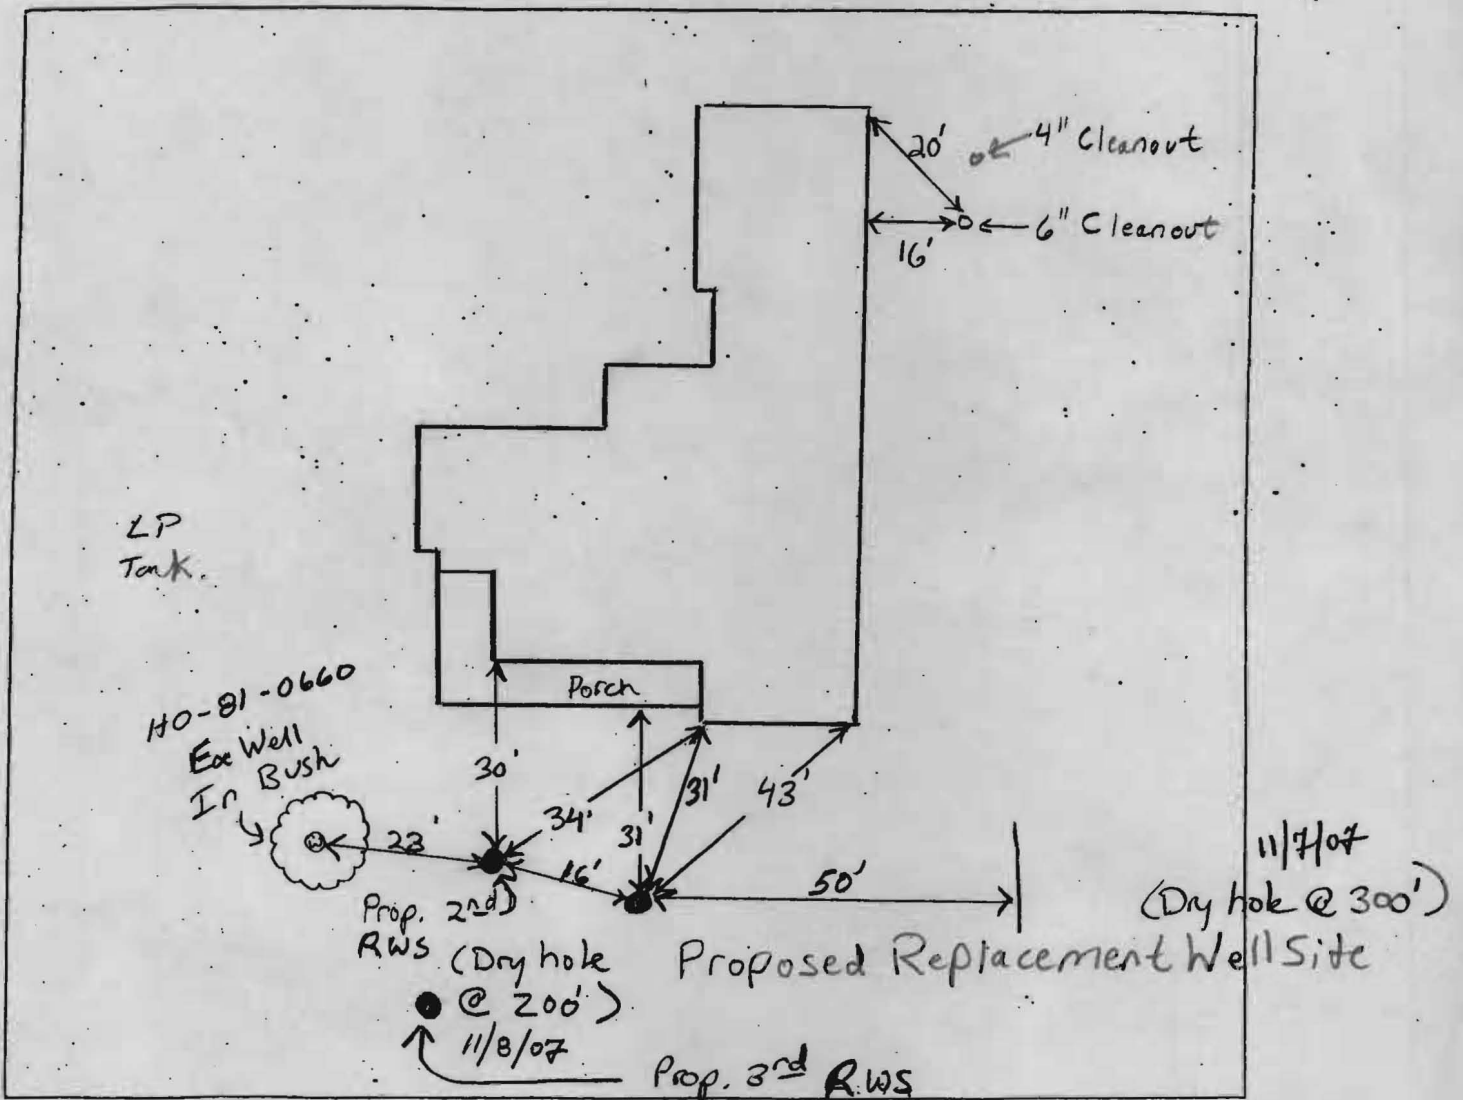 20'
4" Cleanout
16'
6" Cleanout
LP
Tank.
Porch
HO-81-0660
Ex Well
In Bush
30'
34'
31'
31'
43'
23'
16'
50'
11/7/07
(Dry hole @ 300')
Prop. 2nd
RWS
(Dry hole
@ 200')
11/8/07
Proposed Replacement Well Site
Prop. 3rd RWS